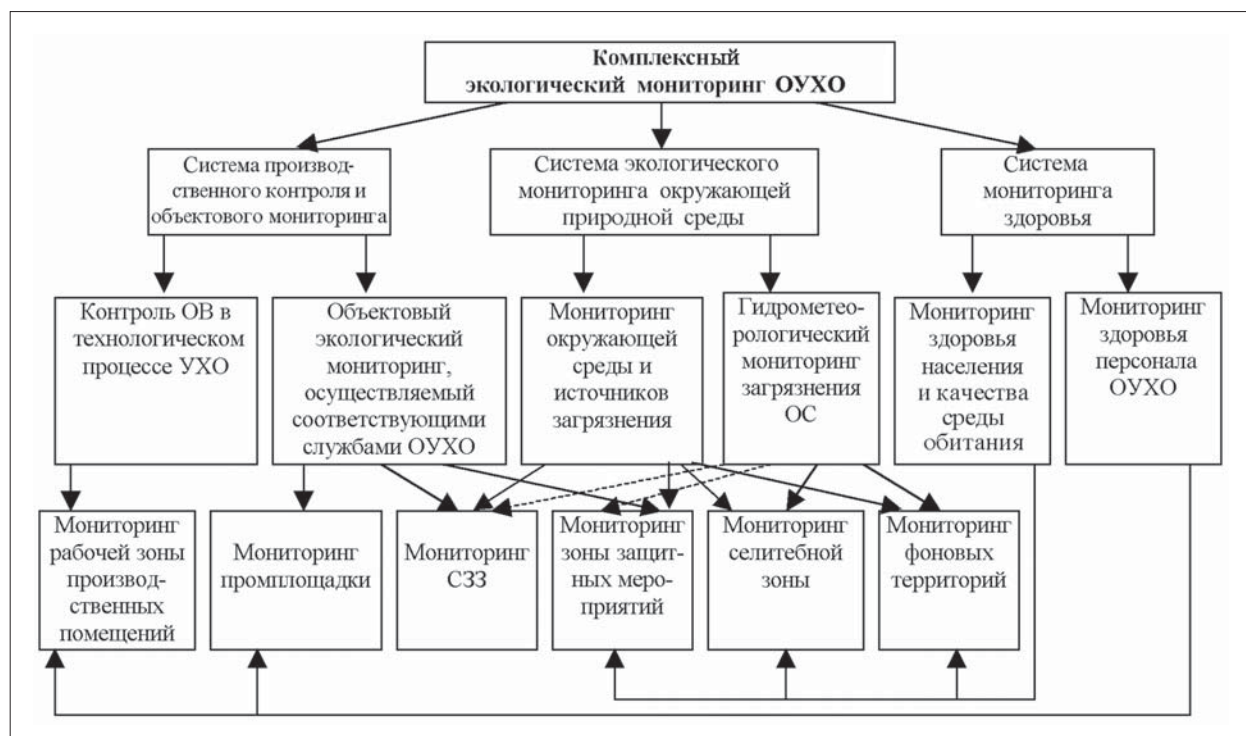 Комплексный
экологический мониторинг ОУХО
Система производ-
ственного контроля и
объектового мониторинга
Система экологического
мониторинга окружающей
природной среды
Система
мониторинга
здоровья
Контроль ОВ в
технологическом
процессе УХО
Объектовый
экологический
мониторинг,
осуществляемый
соответствующими
службами ОУХО
Мониторинг
окружающей
среды и
источников
загрязнения
Гидрометео-
рологический
мониторинг
загрязнения
ОС
Мониторинг
здоровья
населения
и качества
среды
обитания
Мониторинг
здоровья
персонала
ОУХО
Мониторинг
рабочей зоны
производ-
ственных
помещений
Мониторинг
промплощадки
Мониторинг
СЗЗ
Мониторинг
зоны защит-
ных меро-
приятий
Мониторинг
селитебной
зоны
Мониторинг
фоновых
территорий